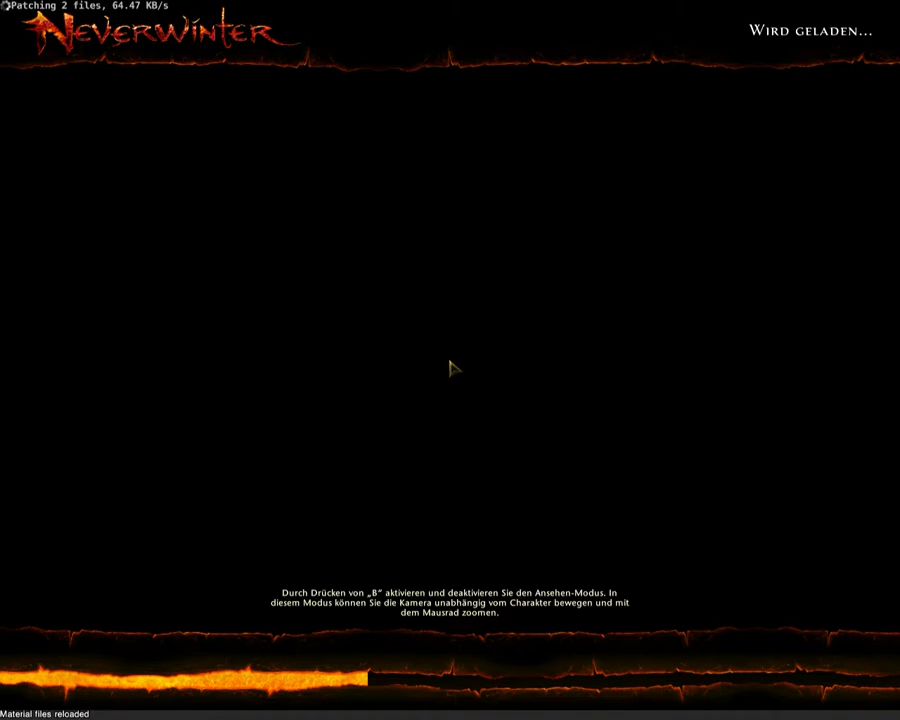 Patching 2 files, 64.47 KB/s
NEVERWINTER
WIRD GELADEN...
Durch Drücken von „B“ aktivieren und deaktivieren Sie den Ansehen-Modus. In
diesem Modus können Sie die Kamera unabhängig vom Charakter bewegen und mit
dem Mausrad zoomen.
Material files reloaded